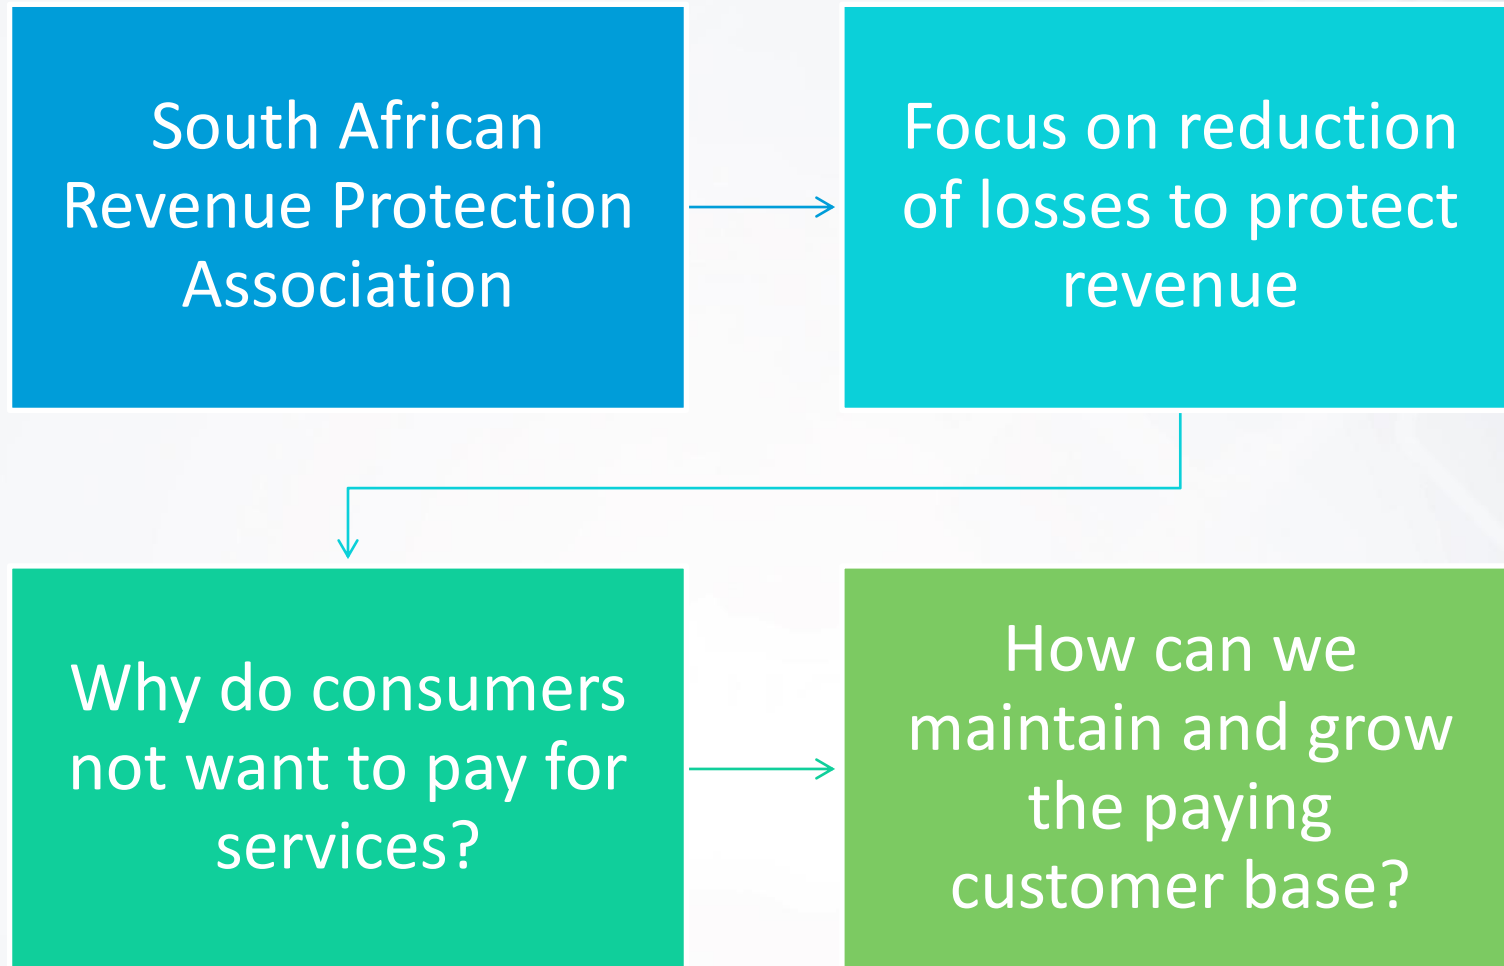 South African
Revenue Protection
Association
Focus on reduction
of losses to protect
revenue
Why do consumers
not want to pay for
services?
How can we
maintain and grow
the paying
customer base?